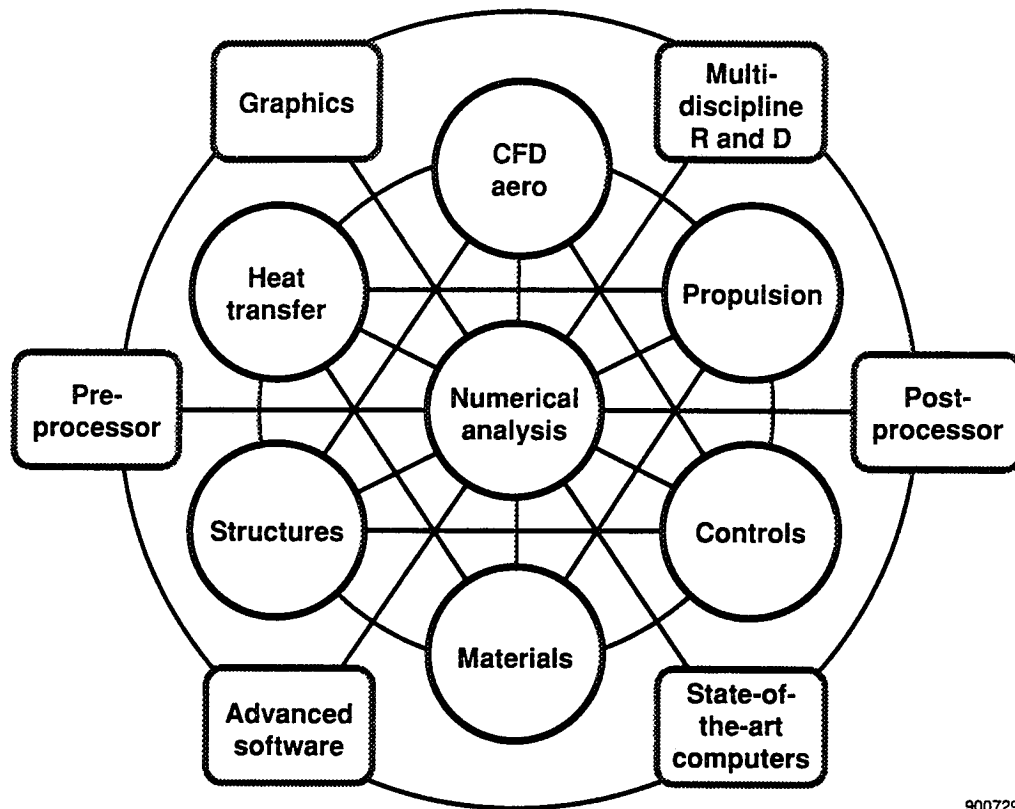 Graphics
Multi-
discipline
R and D
CFD
aero
Heat
transfer
Propulsion
Pre-
processor
Numerical
analysis
Post-
processor
Structures
Controls
Materials
Advanced
software
State-of-
the-art
computers
900729